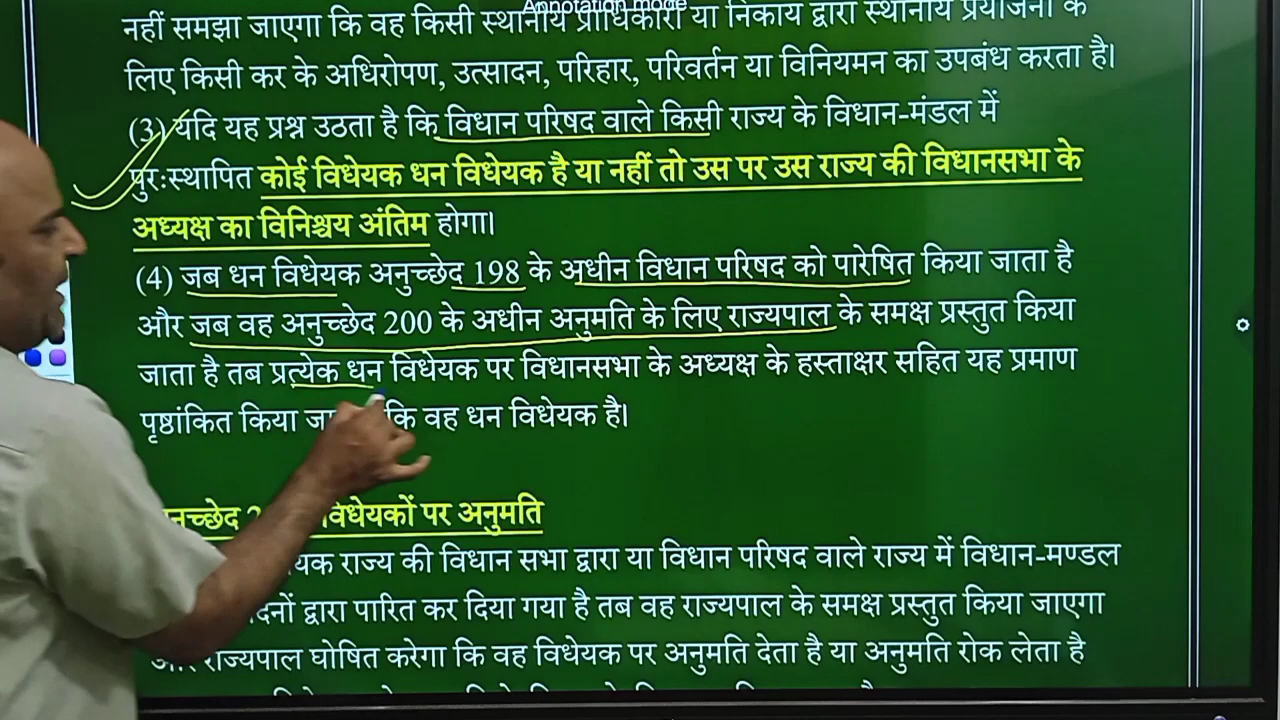 Annotation mode
नहीं समझा जाएगा कि वह किसी स्थानीय प्राधिकारी या निकाय द्वारा स्थानीय प्रयोजनों के
लिए किसी कर के अधिरोपण, उत्सादन, परिहार, परिवर्तन या विनियमन का उपबंध करता है।
(3) यदि यह प्रश्न उठता है कि विधान परिषद वाले किसी राज्य के विधान-मंडल में
पुरःस्थापित कोई विधेयक धन विधेयक है या नहीं तो उस पर उस राज्य की विधानसभा के
अध्यक्ष का विनिश्चय अंतिम होगा।
(4) जब धन विधेयक अनुच्छेद 198 के अधीन विधान परिषद को पारेषित किया जाता है
और जब वह अनुच्छेद 200 के अधीन अनुमति के लिए राज्यपाल के समक्ष प्रस्तुत किया
जाता है तब प्रत्येक धन विधेयक पर विधानसभा के अध्यक्ष के हस्ताक्षर सहित यह प्रमाण
पृष्ठांकित किया कि वह धन विधेयक है।
विधेयकों पर अनुमति
राज्य की विधान सभा द्वारा या विधान परिषद वाले राज्य में विधान-मण्डल
द्वारा पारित कर दिया गया है तब वह राज्यपाल के समक्ष प्रस्तुत किया जाएगा
राज्यपाल घोषित करेगा कि वह विधेयक पर अनुमति देता है या अनुमति रोक लेता है